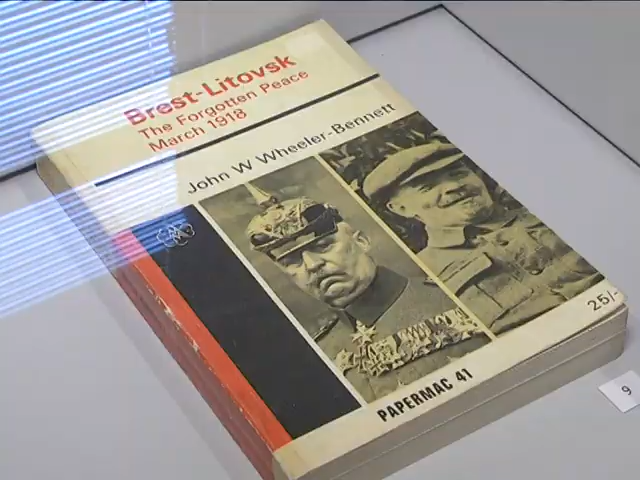 Brest-Litovsk
The Forgotten Peace
March 1918
John W Wheeler-Bennett
25/-
PAPERMAC 41
9